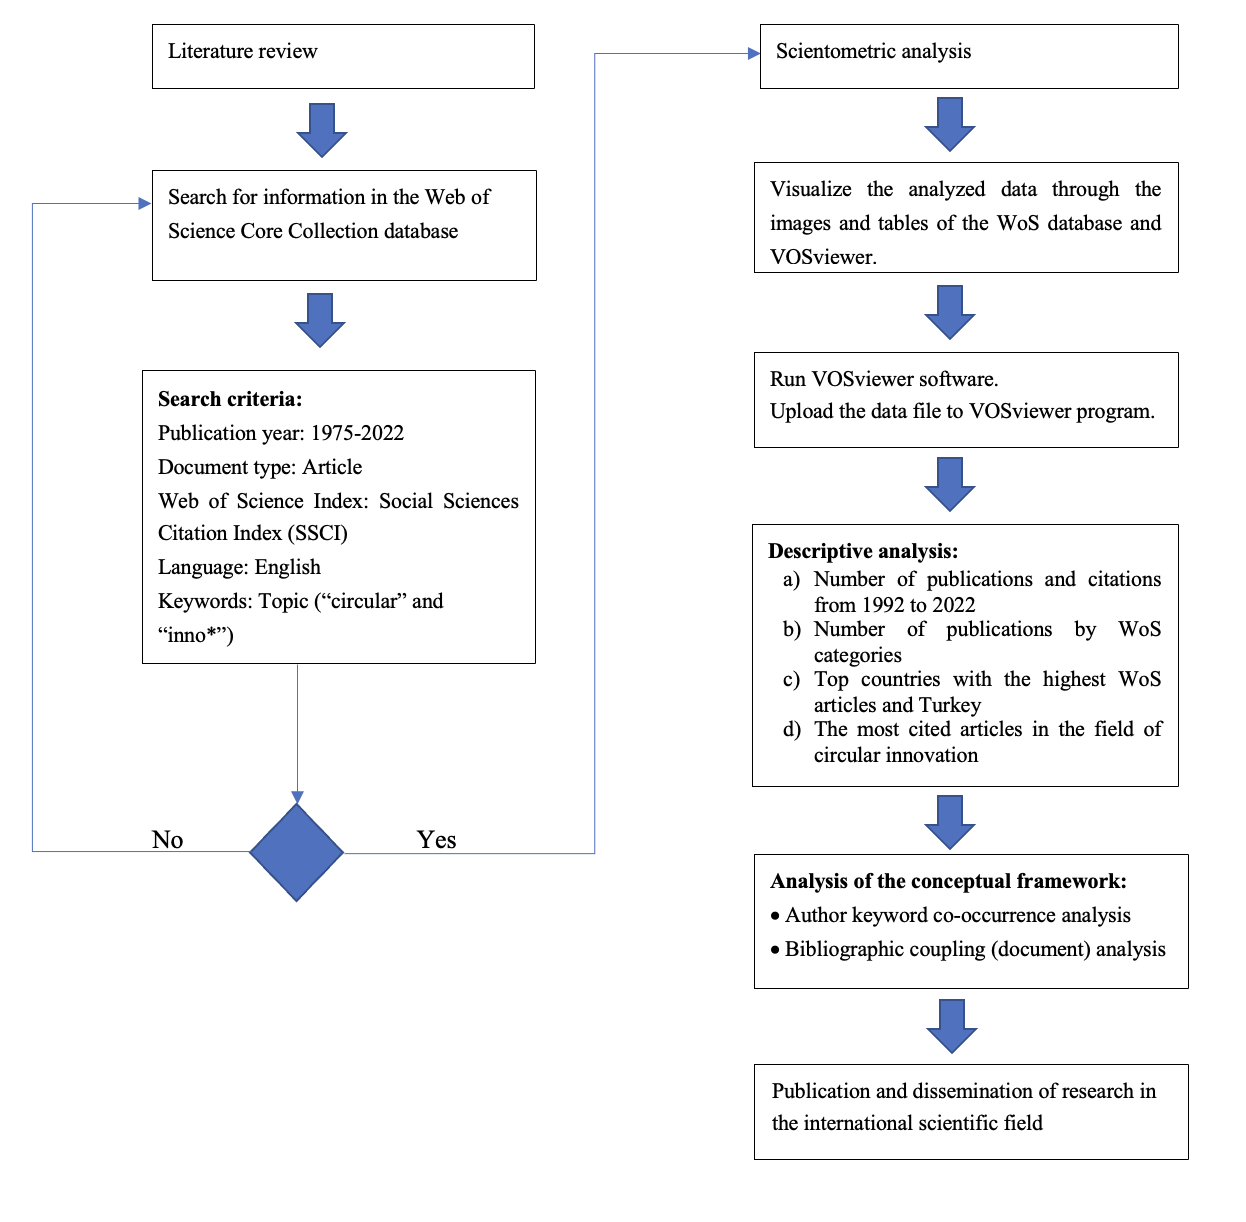 Literature review
Search for information in the Web of
Science Core Collection database
Search criteria:
Publication year: 1975-2022
Document type: Article
Web of Science Index: Social Sciences
Citation Index (SSCI)
Language: English
Keywords: Topic (“circular” and
“inno*”)
No
Yes
Scientometric analysis
Visualize the analyzed data through the
images and tables of the WoS database and
VOSviewer.
Run VOSviewer software.
Upload the data file to VOSviewer program.
Descriptive analysis:
a) Number of publications and citations
from 1992 to 2022
b) Number of publications by WoS
categories
c) Top countries with the highest WoS
articles and Turkey
d) The most cited articles in the field of
circular innovation
Analysis of the conceptual framework:
• Author keyword co-occurrence analysis
• Bibliographic coupling (document) analysis
Publication and dissemination of research in
the international scientific field